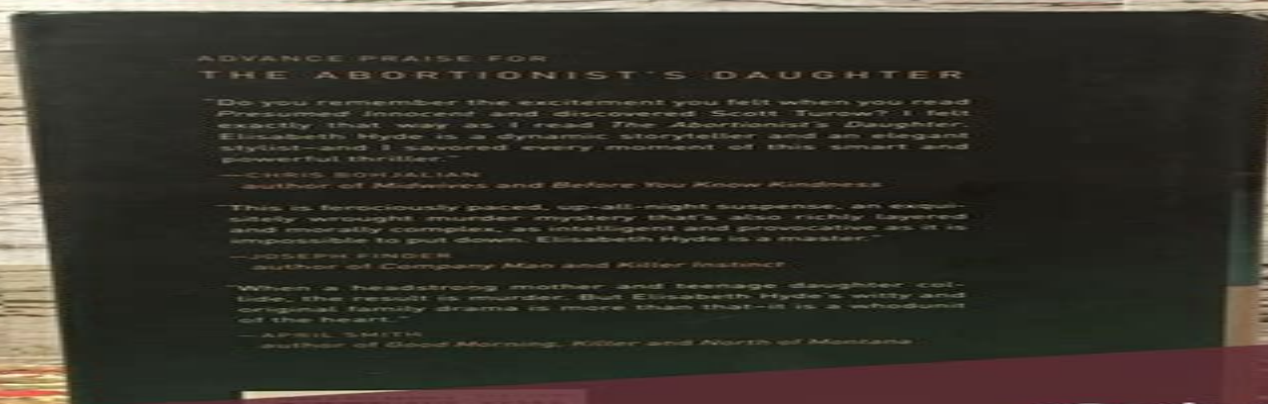 ADVANCE PRAISE FOR
THE ABORTIONIST'S DAUGHTER
"Do you remember the excitement you felt when you read
Presumed Innocent and discovered Scott Turow? I felt
exactly that way as I read The Abortionist's Daughter.
Elisabeth Hyde is a dynamic storyteller and an elegant
stylist—and I savored every moment of this smart and
powerful thriller."
—CHRIS BOHJALIAN
author of Midwives and Before You Know Kindness
"This is ferociously paced, up-all-night suspense, an exqui-
sitely wrought murder mystery that's also richly layered
and morally complex, as intelligent and provocative as it is
impossible to put down. Elisabeth Hyde is a master."
—JOSEPH FINDER
author of Company Man and Killer Instinct
"When a headstrong mother and teenage daughter col-
lide, the result is murder. But Elisabeth Hyde's witty and
original family drama is more than that—it is a whodunit
of the heart."
—APRIL SMITH
author of Good Morning, Killer and North of Montana